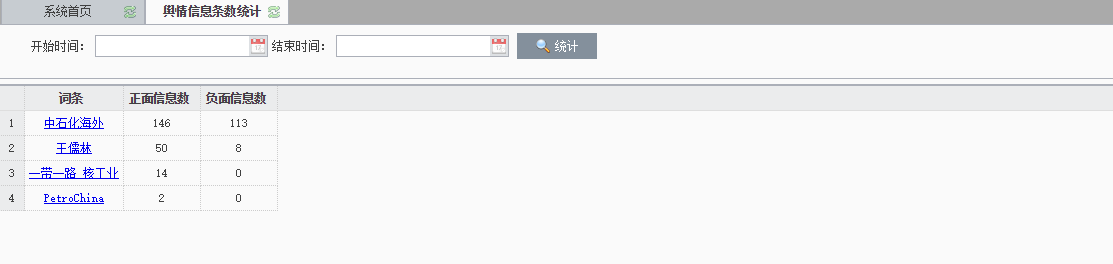 系统首页 舆情信息条数统计
开始时间： 结束时间： 统计
词条 正面信息数 负面信息数
1 中石化海外 146 113
2 王儒林 50 8
3 一带一路 核工业 14 0
4 PetroChina 2 0